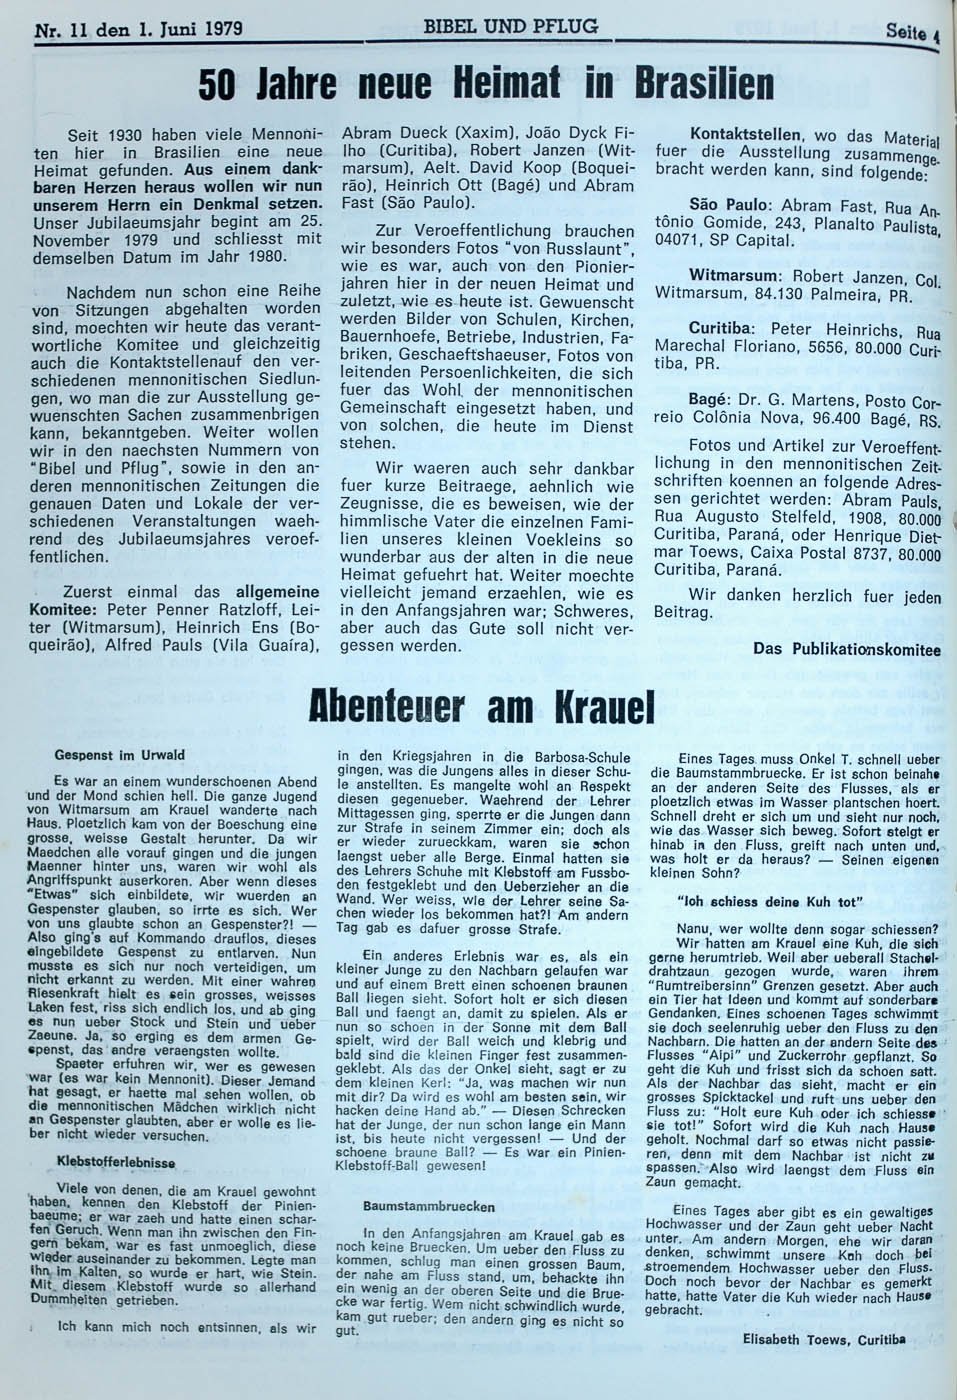 Nr. 11 den 1. Juni 1979
BIBEL UND PFLUG
Seite 4
50 Jahre neue Heimat in Brasilien
Seit 1930 haben viele Mennoni-
ten hier in Brasilien eine neue
Heimat gefunden. Aus einem dank-
baren Herzen heraus wollen wir nun
unserem Herrn ein Denkmal setzen.
Unser Jubilaeumsjahr begint am 25.
November 1979 und schliesst mit
demselben Datum im Jahr 1980.
Nachdem nun schon eine Reihe
von Sitzungen abgehalten worden
sind, moechten wir heute das verant-
wortliche Komitee und gleichzeitig
auch die Kontaktstellenauf den ver-
schiedenen mennonitischen Siedlun-
gen, wo man die zur Ausstellung ge-
wuenschten Sachen zusammenbrigen
kann, bekanntgeben. Weiter wollen
wir in den naechsten Nummern von
"Bibel und Pflug", sowie in den an-
deren mennonitischen Zeitungen die
genauen Daten und Lokale der ver-
schiedenen Veranstaltungen waeh-
rend des Jubilaeumsjahres veroef-
fentlichen.
Zuerst einmal das allgemeine
Komitee: Peter Penner Ratzloff, Lei-
ter (Witmarsum), Heinrich Ens (Bo-
queirão), Alfred Pauls (Vila Guaíra),
Abram Dueck (Xaxim), João Dyck Fi-
lho (Curitiba), Robert Janzen (Wit-
marsum), Aelt. David Koop (Boquei-
rão), Heinrich Ott (Bagé) und Abram
Fast (São Paulo).
Zur Veroeffentlichung brauchen
wir besonders Fotos "von Russlaunt",
wie es war, auch von den Pionier-
jahren hier in der neuen Heimat und
zuletzt, wie es heute ist. Gewuenscht
werden Bilder von Schulen, Kirchen,
Bauernhoefe, Betriebe, Industrien, Fa-
briken, Geschaeftshaeuser, Fotos von
leitenden Persoenlichkeiten, die sich
fuer das Wohl der mennonitischen
Gemeinschaft eingesetzt haben, und
von solchen, die heute im Dienst
stehen.
Wir waeren auch sehr dankbar
fuer kurze Beitraege, aehnlich wie
Zeugnisse, die es beweisen, wie der
himmlische Vater die einzelnen Fami-
lien unseres kleinen Voekleins so
wunderbar aus der alten in die neue
Heimat gefuehrt hat. Weiter moechte
vielleicht jemand erzaehlen, wie es
in den Anfangsjahren war; Schweres,
aber auch das Gute soll nicht ver-
gessen werden.
Kontaktstellen, wo das Material
fuer die Ausstellung zusammenge-
bracht werden kann, sind folgende:
São Paulo: Abram Fast, Rua An-
tônio Gomide, 243, Planalto Paulista,
04071, SP Capital.
Witmarsum: Robert Janzen, Col.
Witmarsum, 84.130 Palmeira, PR.
Curitiba: Peter Heinrichs, Rua
Marechal Floriano, 5656, 80.000 Curi-
tiba, PR.
Bagé: Dr. G. Martens, Posto Cor-
reio Colônia Nova, 96.400 Bagé, RS.
Fotos und Artikel zur Veroeffent-
lichung in den mennonitischen Zeit-
schriften koennen an folgende Adres-
sen gerichtet werden: Abram Pauls,
Rua Augusto Stelfeld, 1908, 80.000
Curitiba, Paraná, oder Henrique Diet-
mar Toews, Caixa Postal 8737, 80.000
Curitiba, Paraná.
Wir danken herzlich fuer jeden
Beitrag.
Das Publikationskomitee
Abenteuer am Krauel
Gespenst im Urwald
Es war an einem wunderschoenen Abend
und der Mond schien hell. Die ganze Jugend
von Witmarsum am Krauel wanderte nach
Haus. Ploetzlich kam von der Boeschung eine
grosse, weisse Gestalt herunter. Da wir
Maedchen alle vorauf gingen und die jungen
Maenner hinter uns, waren wir wohl als
Angriffspunkt auserkoren. Aber wenn dieses
"Etwas" sich einbildete, wir wuerden an
Gespenster glauben, so irrte es sich. Wer
von uns glaubte schon an Gespenster?! —
Also ging's auf Kommando drauflos, dieses
eingebildete Gespenst zu entlarven. Nun
musste es sich nur noch verteidigen, um
nicht erkannt zu werden. Mit einer wahren
Riesenkraft hielt es sein grosses, weisses
Laken fest, riss sich endlich los, und ab ging
es nun ueber Stock und Stein und ueber
Zaeune. Ja, so erging es dem armen Ge-
spenst, das andre veraengsten wollte.
Spaeter erfuhren wir, wer es gewesen
war (es war kein Mennonit). Dieser Jemand
hat gesagt, er haette mal sehen wollen, ob
die mennonitischen Mädchen wirklich nicht
an Gespenster glaubten, aber er wolle es lie-
ber nicht wieder versuchen.
Klebstofferlebnisse
Viele von denen, die am Krauel gewohnt
haben, kennen den Klebstoff der Pinien-
baeume; er war zaeh und hatte einen schar-
fen Geruch. Wenn man ihn zwischen den Fin-
gern bekam, war es fast unmoeglich, diese
wieder auseinander zu bekommen. Legte man
ihn im Kalten, so wurde er hart, wie Stein.
Mit diesem Klebstoff wurde so allerhand
Dummheiten getrieben.
Ich kann mich noch entsinnen, als wir
in den Kriegsjahren in die Barbosa-Schule
gingen, was die Jungens alles in dieser Schu-
le anstellten. Es mangelte wohl an Respekt
diesen gegenueber. Waehrend der Lehrer
Mittagessen ging, sperrte er die Jungen dann
zur Strafe in seinem Zimmer ein; doch als
er wieder zurueckkam, waren sie schon
laengst ueber alle Berge. Einmal hatten sie
des Lehrers Schuhe mit Klebstoff am Fussbo-
den festgeklebt und den Ueberzieher an die
Wand. Wer weiss, wie der Lehrer seine Sa-
chen wieder los bekommen hat?! Am andern
Tag gab es dafuer grosse Strafe.
Ein anderes Erlebnis war es, als ein
kleiner Junge zu den Nachbarn gelaufen war
und auf einem Brett einen schoenen braunen
Ball liegen sieht. Sofort holt er sich diesen
Ball und faengt an, damit zu spielen. Als er
nun so schoen in der Sonne mit dem Ball
spielt, wird der Ball weich und klebrig und
bald sind die kleinen Finger fest zusammen-
geklebt. Als das der Onkel sieht, sagt er zu
dem kleinen Kerl: "Ja, was machen wir nun
mit dir? Da wird es wohl am besten sein, wir
hacken deine Hand ab." — Diesen Schrecken
hat der Junge, der nun schon lange ein Mann
ist, bis heute nicht vergessen! — Und der
schoene braune Ball? — Es war ein Pinien-
Klebstoff-Ball gewesen!
Baumstammbruecken
In den Anfangsjahren am Krauel gab es
noch keine Bruecken. Um ueber den Fluss zu
kommen, schlug man einen grossen Baum,
der nahe am Fluss stand, um, behackte ihn
ein wenig an der oberen Seite und die Brue-
cke war fertig. Wem nicht schwindlich wurde,
kam gut rueber; den andern ging es nicht so
gut.
Eines Tages muss Onkel T. schnell ueber
die Baumstammbruecke. Er ist schon beinahe
an der anderen Seite des Flusses, als er
ploetzlich etwas im Wasser plantschen hoert.
Schnell dreht er sich um und sieht nur noch,
wie das Wasser sich beweg. Sofort steigt er
hinab in den Fluss, greift nach unten und,
was holt er da heraus? — Seinen eigenen
kleinen Sohn?
"Ich schiess deine Kuh tot"
Nanu, wer wollte denn sogar schiessen?
Wir hatten am Krauel eine Kuh, die sich
gerne herumtrieb. Weil aber ueberall Stachel-
drahtzaun gezogen wurde, waren ihrem
"Rumtreibersinn" Grenzen gesetzt. Aber auch
ein Tier hat Ideen und kommt auf sonderbare
Gendanken. Eines schoenen Tages schwimmt
sie doch seelenruhig ueber den Fluss zu den
Nachbarn. Die hatten an der andern Seite des
Flusses "Alpi" und Zuckerrohr gepflanzt. So
geht die Kuh und frisst sich da schoen satt.
Als der Nachbar das sieht, macht er ein
grosses Spicktackel und ruft uns ueber den
Fluss zu: "Holt eure Kuh oder ich schiesse
sie tot!" Sofort wird die Kuh nach Hause
geholt. Nochmal darf so etwas nicht passie-
ren, denn mit dem Nachbar ist nicht zu
spassen. Also wird laengst dem Fluss ein
Zaun gemacht.
Eines Tages aber gibt es ein gewaltiges
Hochwasser und der Zaun geht ueber Nacht
unter. Am andern Morgen, ehe wir daran
denken, schwimmt unsere Kuh doch bei
stroemendem Hochwasser ueber den Fluss.
Doch noch bevor der Nachbar es gemerkt
hatte, hatte Vater die Kuh wieder nach Hause
gebracht.
Elisabeth Toews, Curitiba